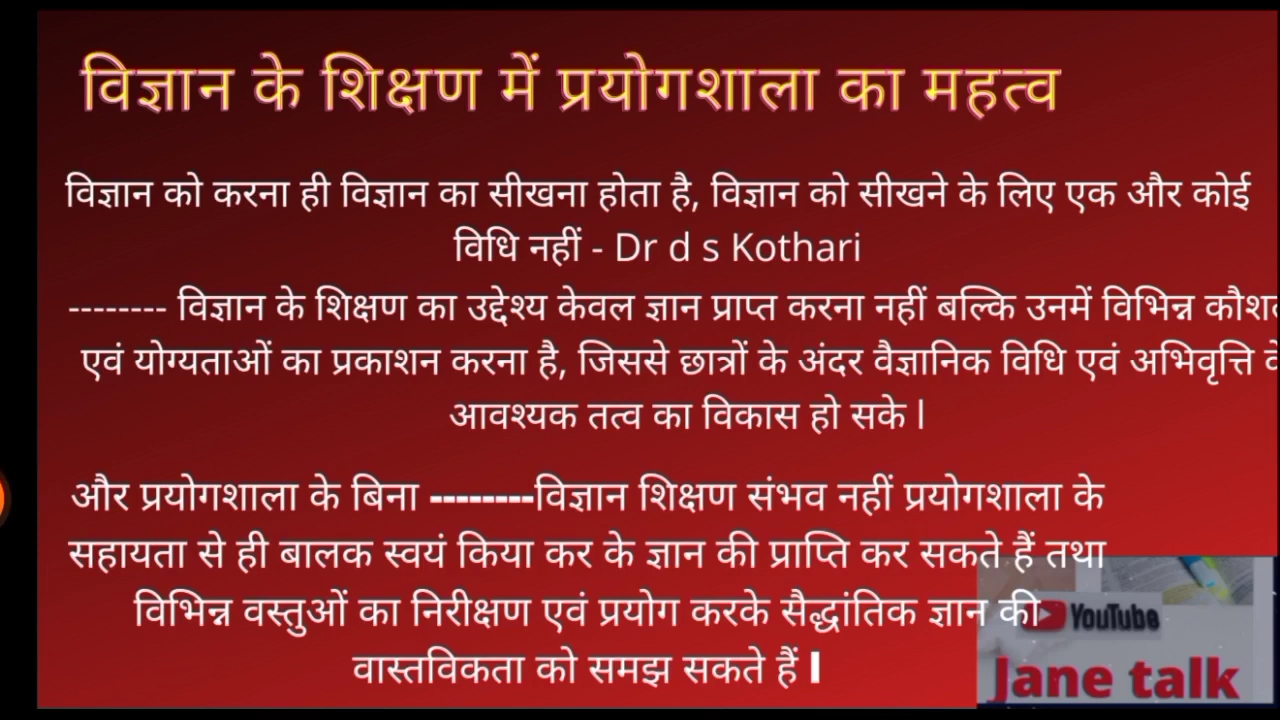 विज्ञान के शिक्षण में प्रयोगशाला का महत्व
विज्ञान को करना ही विज्ञान का सीखना होता है, विज्ञान को सीखने के लिए एक और कोई
विधि नहीं - Dr d s Kothari
-------- विज्ञान के शिक्षण का उद्देश्य केवल ज्ञान प्राप्त करना नहीं बल्कि उनमें विभिन्न
एवं योग्यताओं का प्रकाशन करना है, जिससे छात्रों के अंदर वैज्ञानिक विधि एवं अभिवृत्ति
आवश्यक तत्व का विकास हो सके |
और प्रयोगशाला के बिना --------विज्ञान शिक्षण संभव नहीं प्रयोगशाला के
सहायता से ही बालक स्वयं किया कर के ज्ञान की प्राप्ति कर सकते हैं तथा
विभिन्न वस्तुओं का निरीक्षण एवं प्रयोग करके सैद्धांतिक ज्ञान की
वास्तविकता को समझ सकते हैं |
YouTube
Jane talk